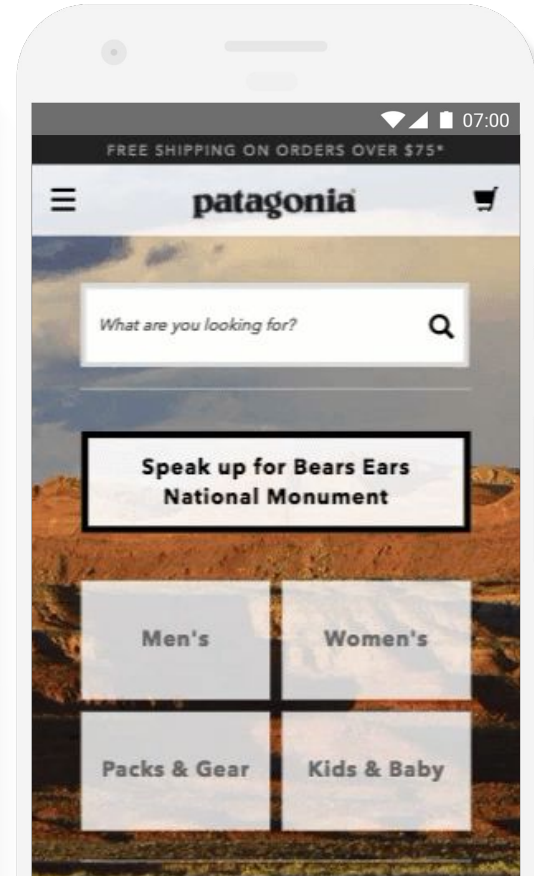 07:00
FREE SHIPPING ON ORDERS OVER $75*
patagonia
What are you looking for?
Speak up for Bears Ears
National Monument
Men's
Women's
Packs & Gear
Kids & Baby